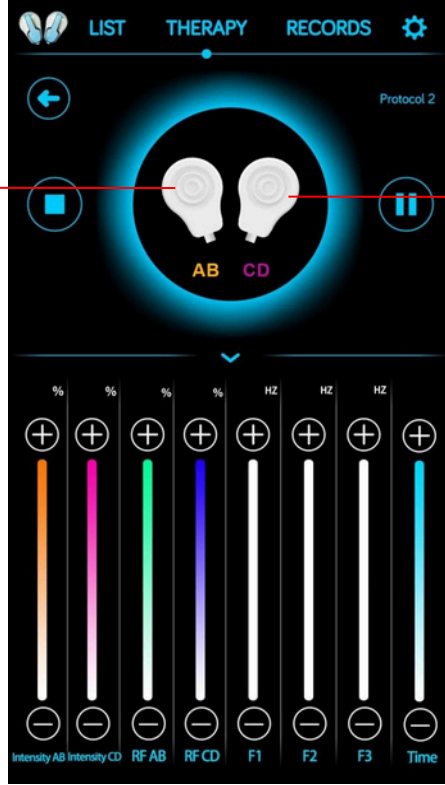 LIST THERAPY RECORDS
Protocol 2
AB CD
% % % % HZ HZ HZ
Intensity AB Intensity CD RF AB RF CD F1 F2 F3 Time